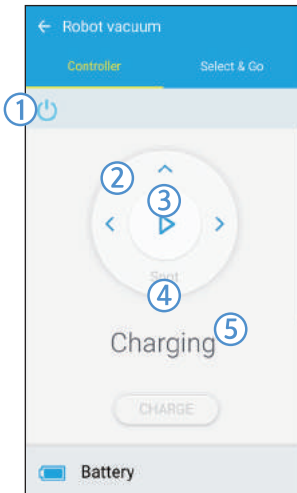 ← Robot vacuum
Controller Select & Go
①
②
③
Spot
④
Charging ⑤
CHARGE
Battery